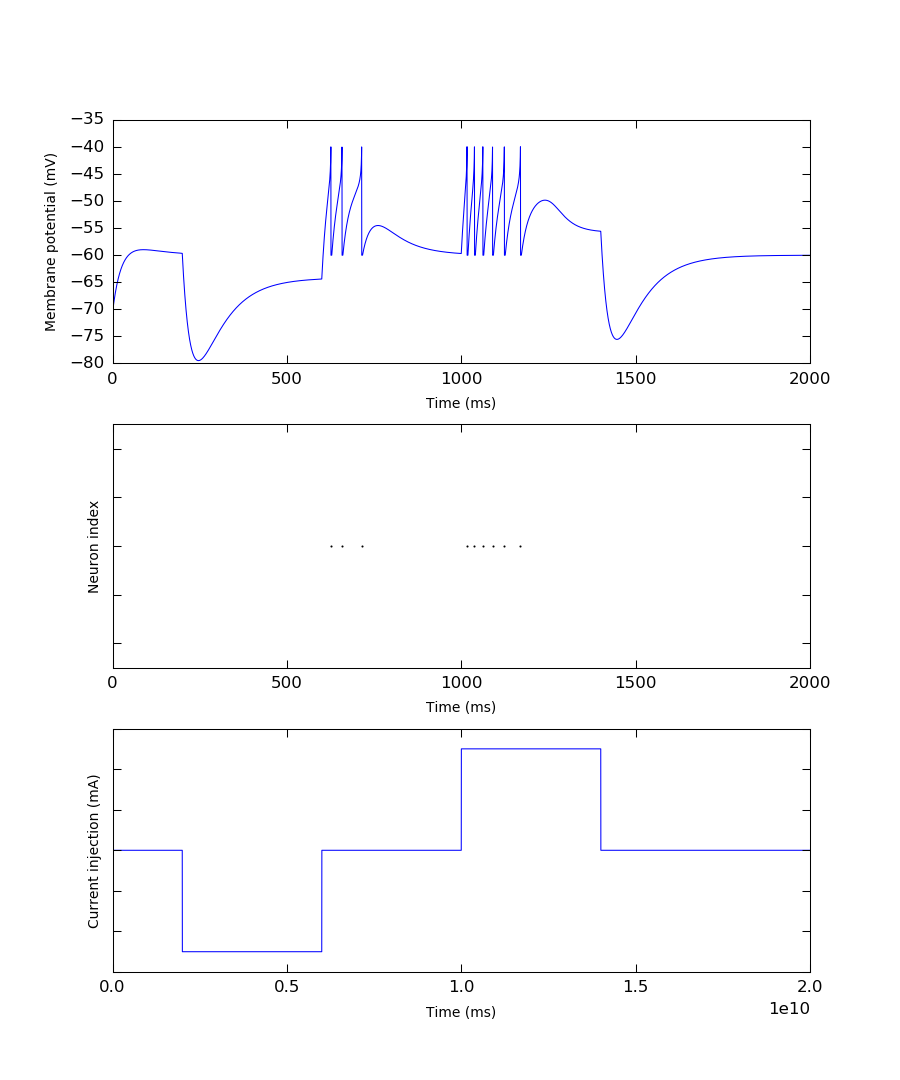 −35
−40
−45
−50
−55
−60
−65
−70
−75
−80
Membrane potential (mV)
0 500 1000 1500 2000
Time (ms)
Neuron index
0 500 1000 1500 2000
Time (ms)
Current injection (mA)
0.0 0.5 1.0 1.5 2.0
1e10
Time (ms)